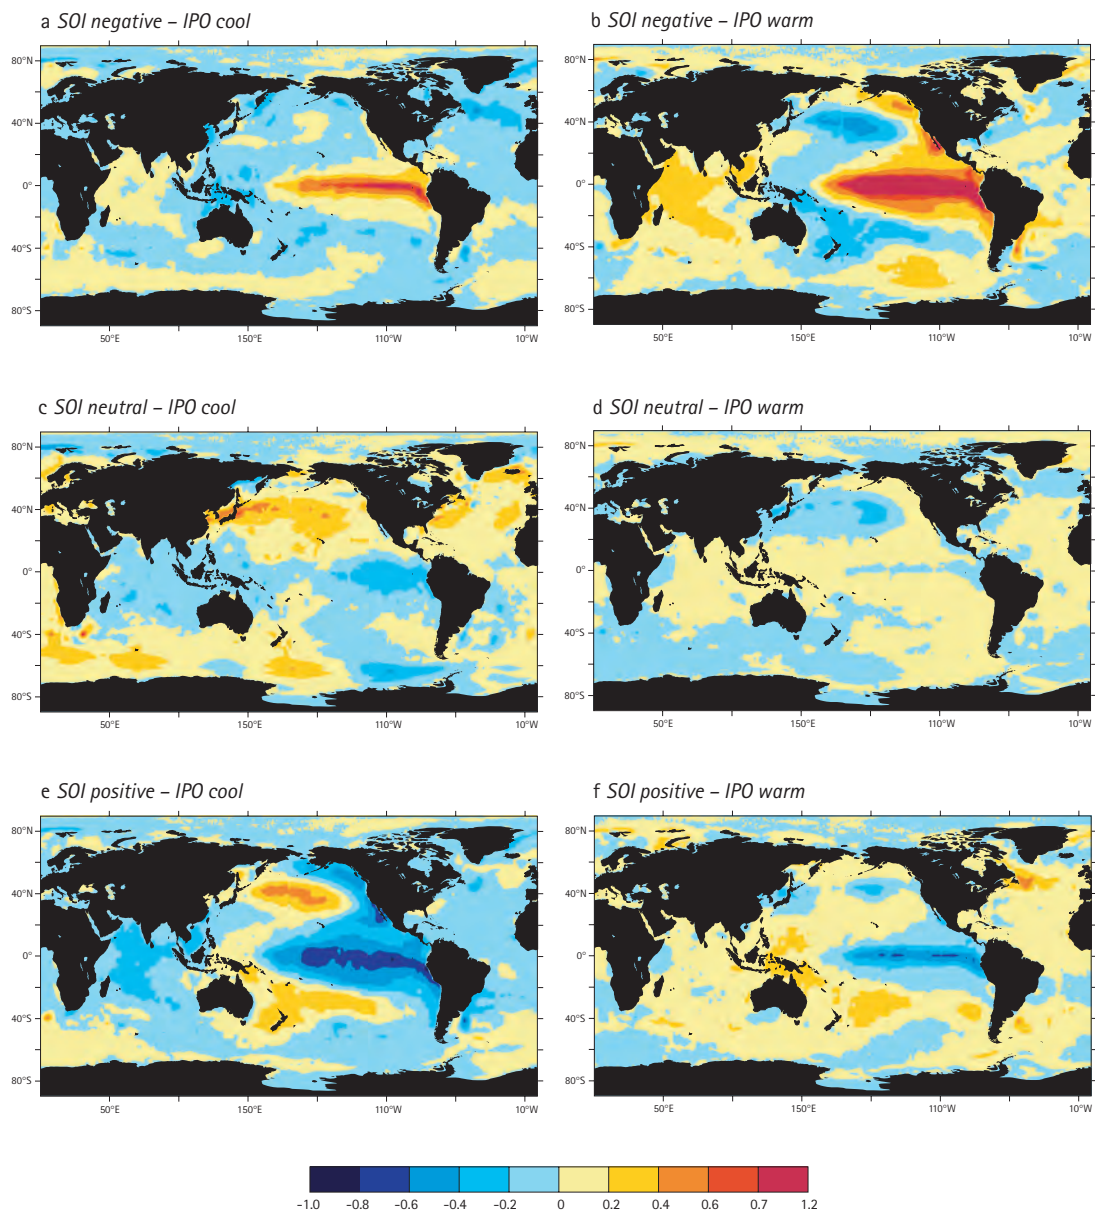 a SOI negative – IPO cool
b SOI negative – IPO warm
80°N
40°N
0°
40°S
80°S
50°E 150°E 110°W 10°W
80°N
40°N
0°
40°S
80°S
50°E 150°E 110°W 10°W
c SOI neutral – IPO cool
d SOI neutral – IPO warm
80°N
40°N
0°
40°S
80°S
50°E 150°E 110°W 10°W
80°N
40°N
0°
40°S
80°S
50°E 150°E 110°W 10°W
e SOI positive – IPO cool
f SOI positive – IPO warm
80°N
40°N
0°
40°S
80°S
50°E 150°E 110°W 10°W
80°N
40°N
0°
40°S
80°S
50°E 150°E 110°W 10°W
-1.0 -0.8 -0.6 -0.4 -0.2 0 0.2 0.4 0.6 0.7 1.2